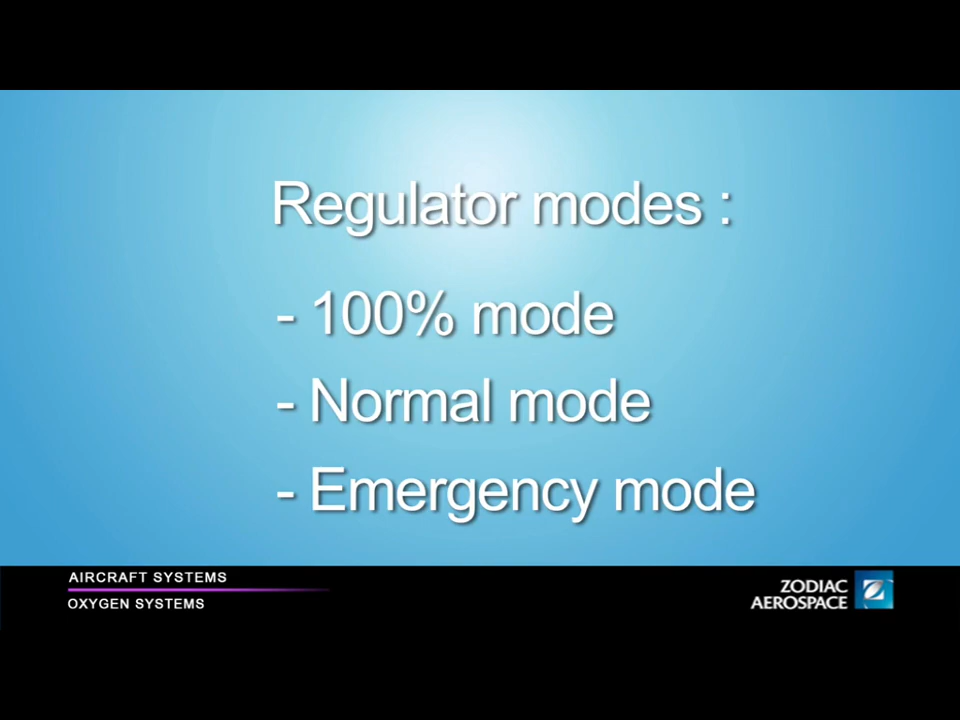 Regulator modes :
- 100% mode
- Normal mode
- Emergency mode
AIRCRAFT SYSTEMS
OXYGEN SYSTEMS
ZODIAC
AEROSPACE